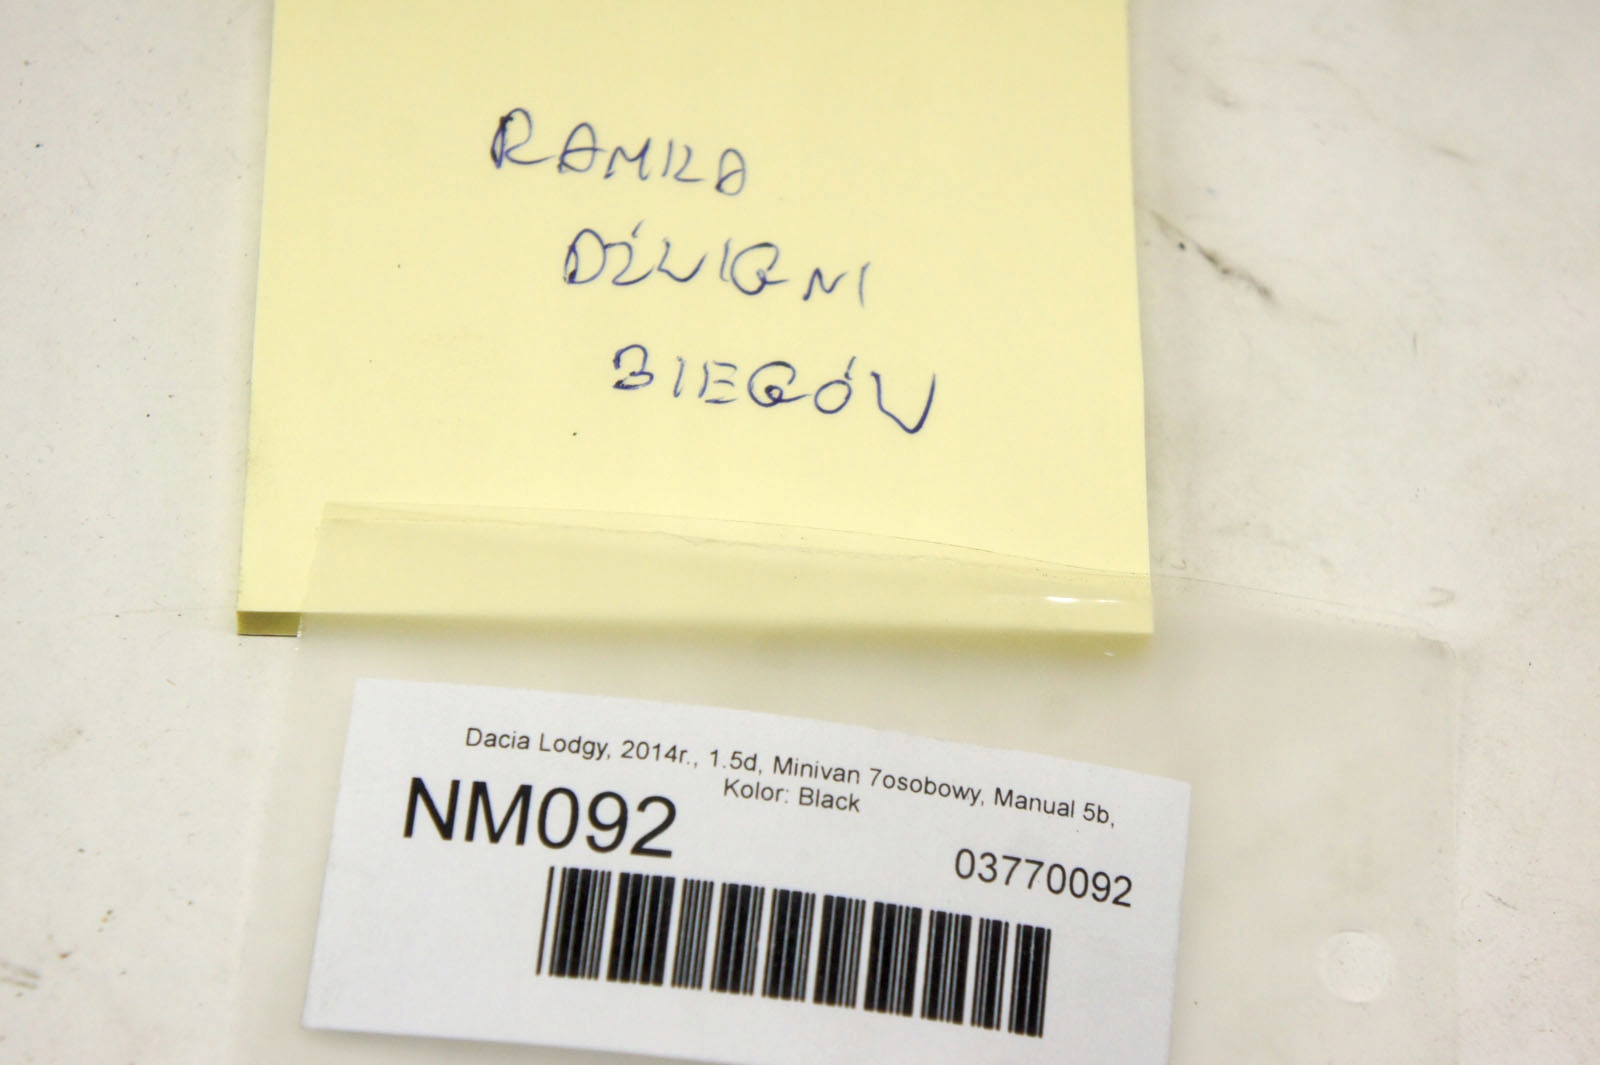 RAMKA
DŹWIGNI
BIEGÓW
Dacia Lodgy, 2014r., 1.5d, Minivan 7osobowy, Manual 5b,
Kolor: Black
NM092
03770092